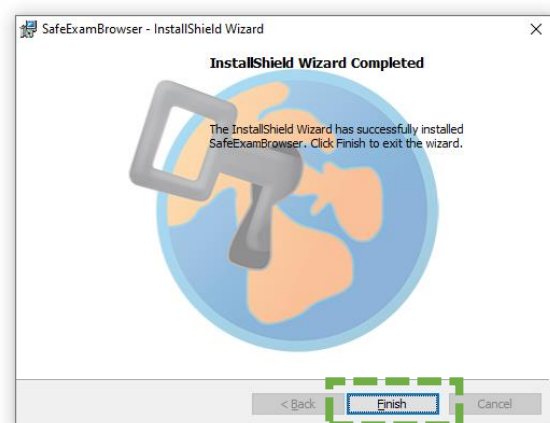 SafeExamBrowser - InstallShield Wizard
InstallShield Wizard Completed
The InstallShield Wizard has successfully installed
SafeExamBrowser. Click Finish to exit the wizard.
< Back Finish Cancel